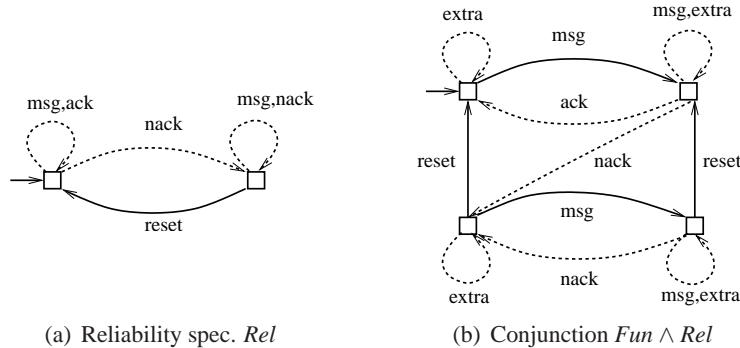 msg,ack
nack
msg,nack
reset
(a) Reliability spec. Rel
extra
msg
msg,extra
ack
reset
nack
reset
msg
extra
nack
msg,extra
(b) Conjunction Fun ∧ Rel